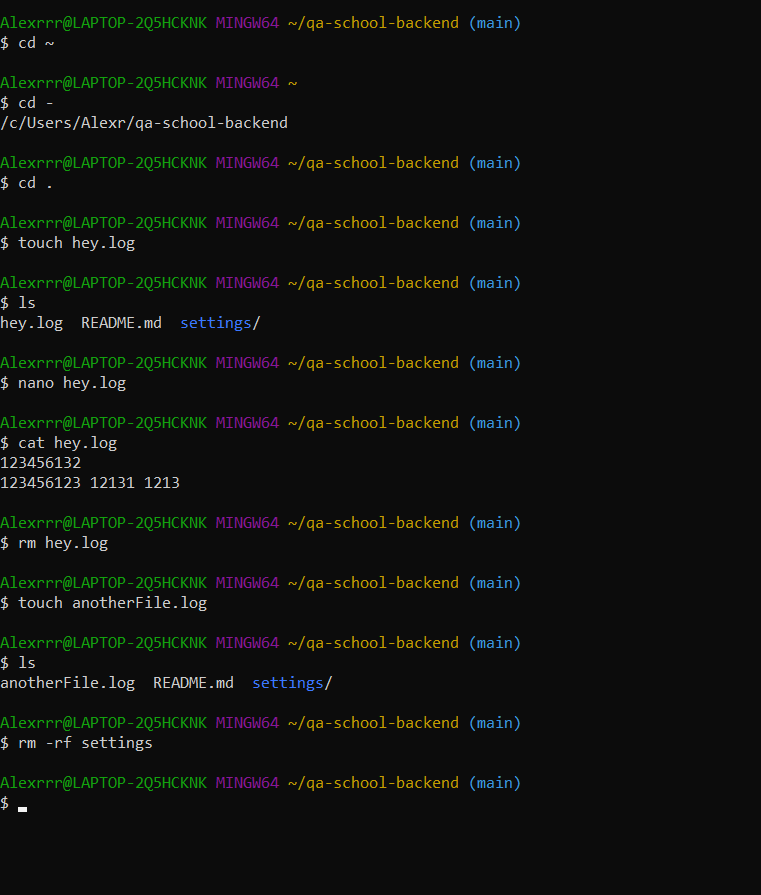 Alexrrr@LAPTOP-2Q5HCKNK MINGW64 ~/qa-school-backend (main)
$ cd ~
Alexrrr@LAPTOP-2Q5HCKNK MINGW64 ~
$ cd -
/c/Users/Alexr/qa-school-backend
Alexrrr@LAPTOP-2Q5HCKNK MINGW64 ~/qa-school-backend (main)
$ cd .
Alexrrr@LAPTOP-2Q5HCKNK MINGW64 ~/qa-school-backend (main)
$ touch hey.log
Alexrrr@LAPTOP-2Q5HCKNK MINGW64 ~/qa-school-backend (main)
$ ls
hey.log  README.md  settings/
Alexrrr@LAPTOP-2Q5HCKNK MINGW64 ~/qa-school-backend (main)
$ nano hey.log
Alexrrr@LAPTOP-2Q5HCKNK MINGW64 ~/qa-school-backend (main)
$ cat hey.log
123456132
123456123 12131 1213
Alexrrr@LAPTOP-2Q5HCKNK MINGW64 ~/qa-school-backend (main)
$ rm hey.log
Alexrrr@LAPTOP-2Q5HCKNK MINGW64 ~/qa-school-backend (main)
$ touch anotherFile.log
Alexrrr@LAPTOP-2Q5HCKNK MINGW64 ~/qa-school-backend (main)
$ ls
anotherFile.log  README.md  settings/
Alexrrr@LAPTOP-2Q5HCKNK MINGW64 ~/qa-school-backend (main)
$ rm -rf settings
Alexrrr@LAPTOP-2Q5HCKNK MINGW64 ~/qa-school-backend (main)
$